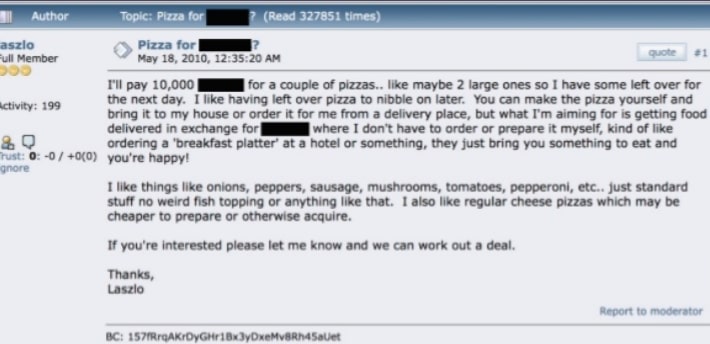 Author Topic: Pizza for ? (Read 327851 times)
aszlo
Full Member
Activity: 199
Trust: 0: -0 / +0(0)
gnore
Pizza for ?
May 18, 2010, 12:35:20 AM
quote #1
I'll pay 10,000 for a couple of pizzas.. like maybe 2 large ones so I have some left over for
the next day. I like having left over pizza to nibble on later. You can make the pizza yourself and
bring it to my house or order it for me from a delivery place, but what I'm aiming for is getting food
delivered in exchange for where I don't have to order or prepare it myself, kind of like
ordering a 'breakfast platter' at a hotel or something, they just bring you something to eat and
you're happy!
I like things like onions, peppers, sausage, mushrooms, tomatoes, pepperoni, etc.. just standard
stuff no weird fish topping or anything like that. I also like regular cheese pizzas which may be
cheaper to prepare or otherwise acquire.
If you're interested please let me know and we can work out a deal.
Thanks,
Laszlo
Report to moderator
BC: 157fRrqAKrDyGHr1Bx3yDxeMv8Rh45aUet